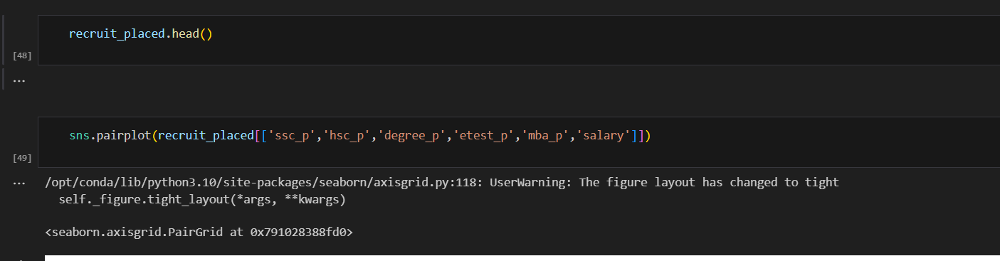 recruit_placed.head()
[48]
...
sns.pairplot(recruit_placed[['ssc_p','hsc_p','degree_p','etest_p','mba_p','salary']])
[49]
...
/opt/conda/lib/python3.10/site-packages/seaborn/axisgrid.py:118: UserWarning: The figure layout has changed to tight
  self._figure.tight_layout(*args, **kwargs)
<seaborn.axisgrid.PairGrid at 0x791028388fd0>